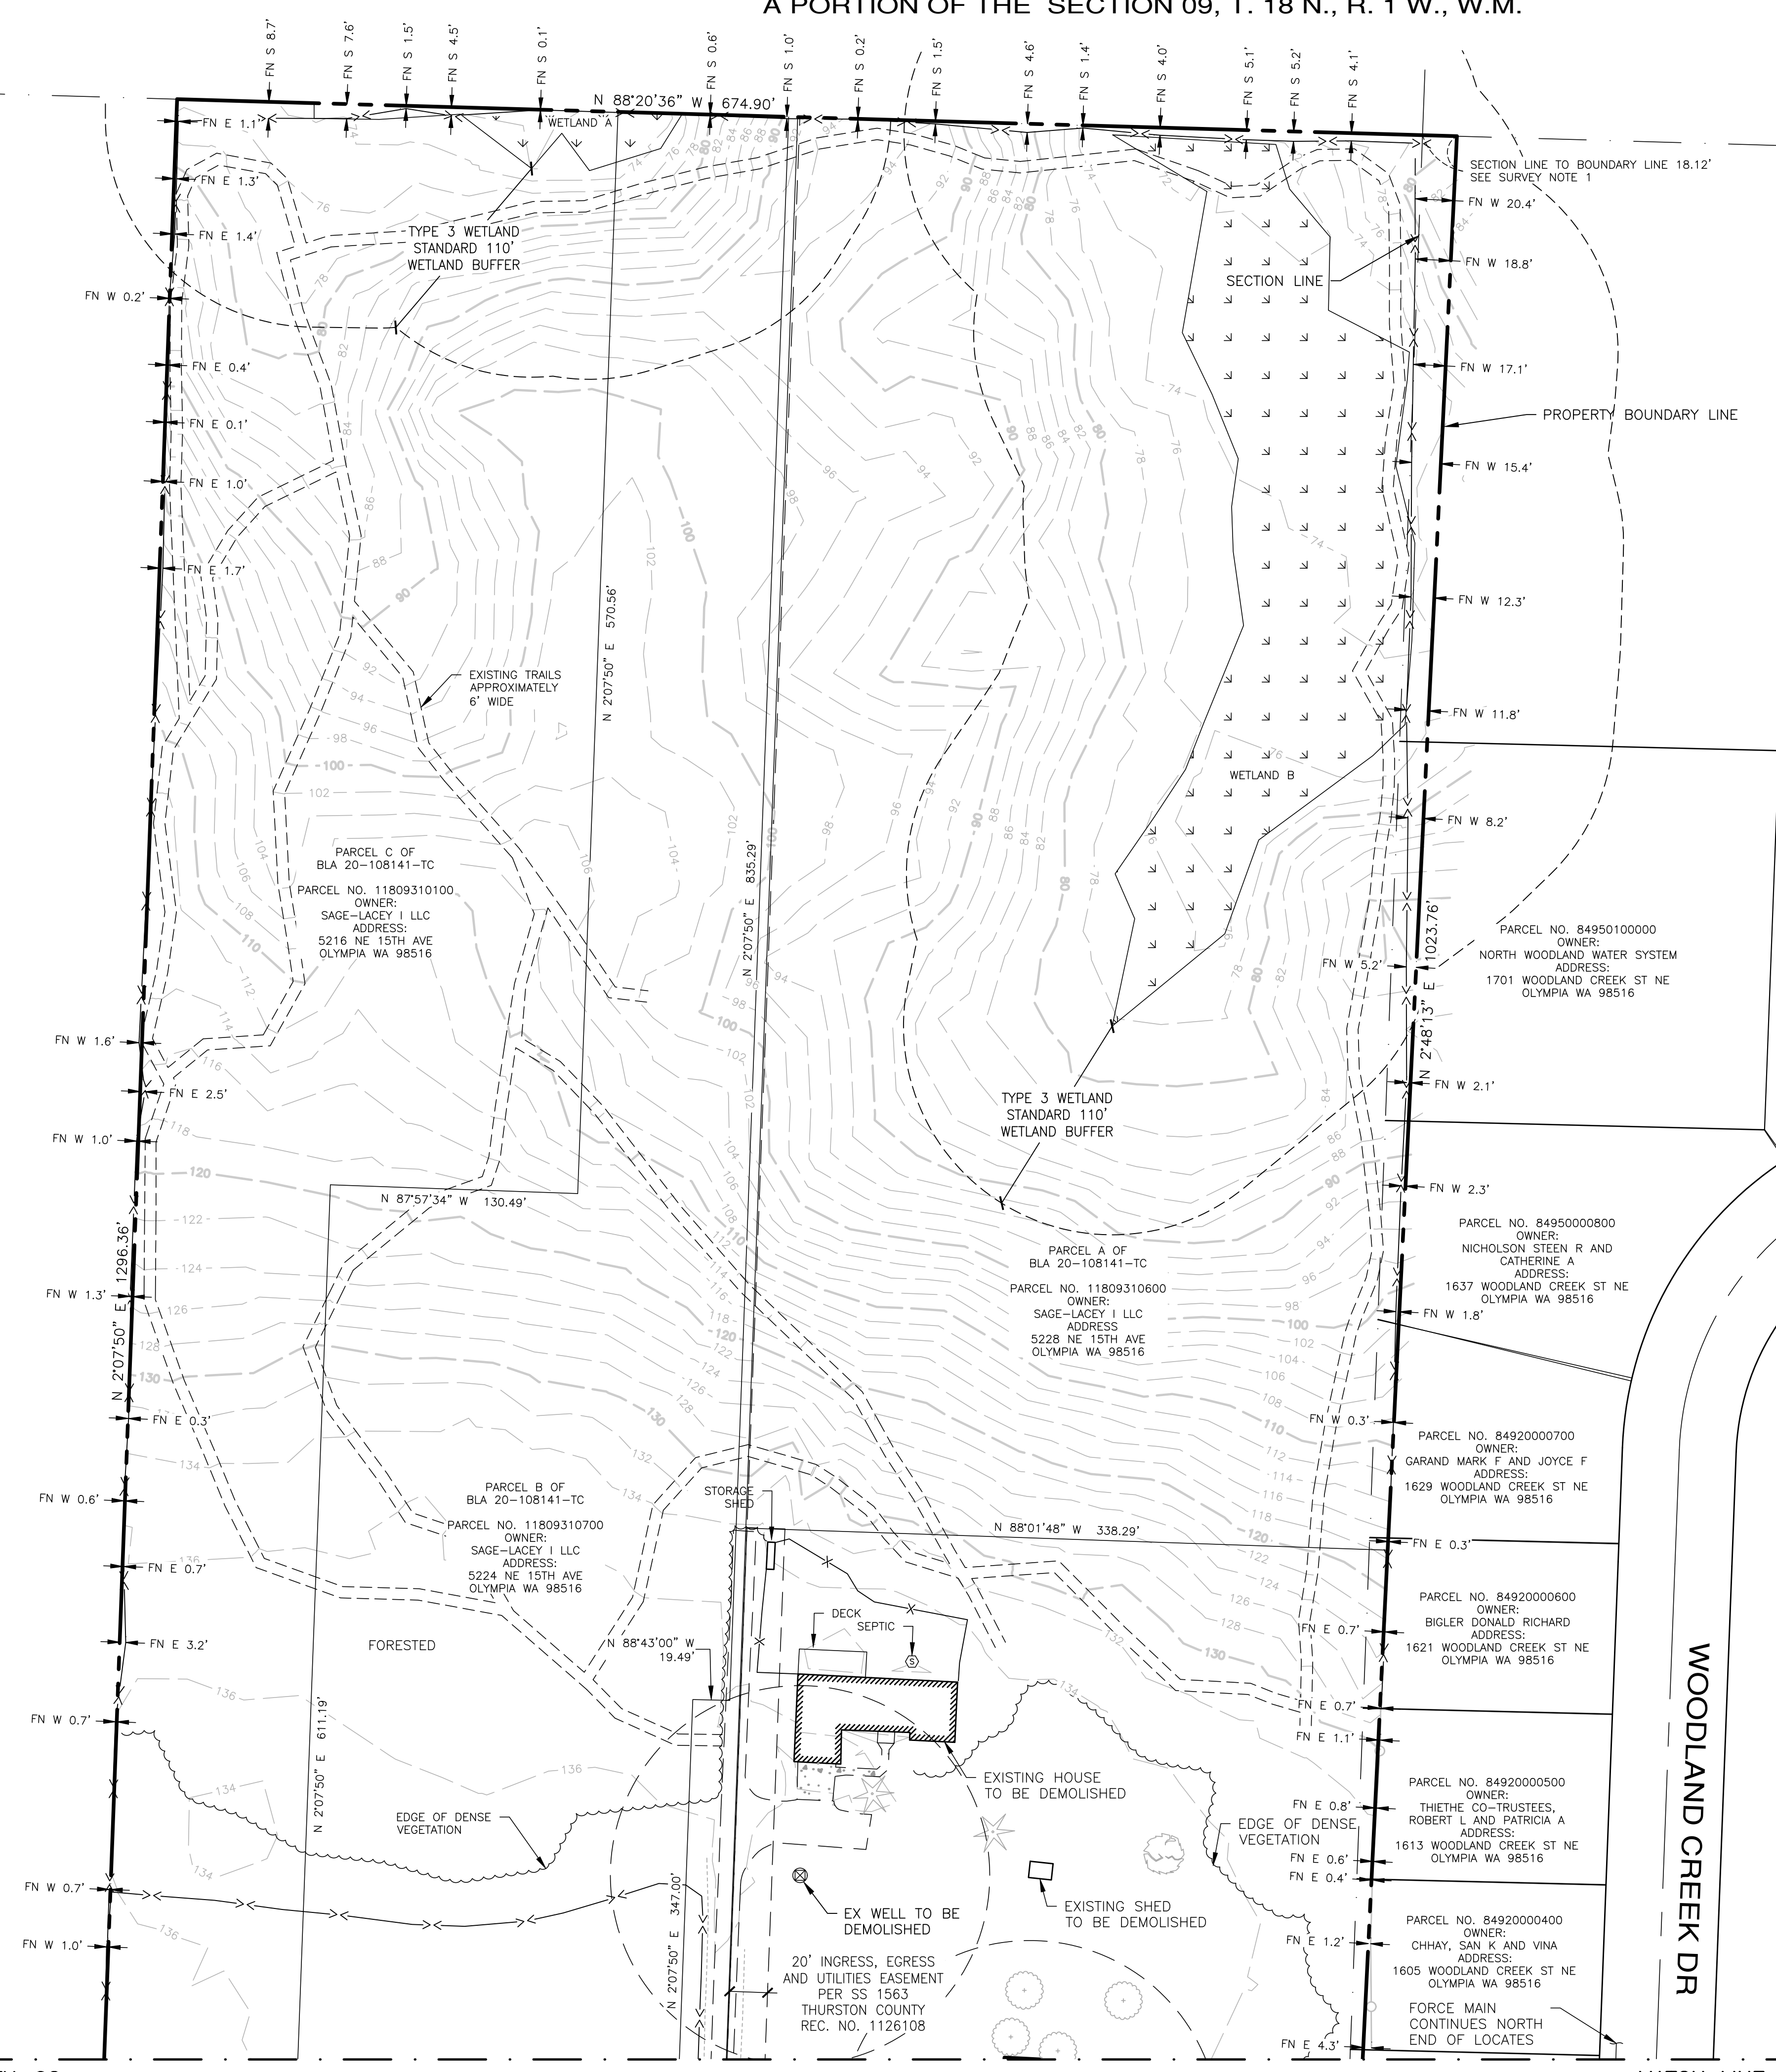 A PORTION OF THE SECTION 09, T. 18 N., R. 1 W., W.M.
FN S 8.7'
FN S 7.6'
FN S 1.5'
FN S 4.5'
FN S 0.1'
FN S 0.6'
FN S 1.0'
FN S 0.2'
FN S 1.5'
FN S 4.6'
FN S 1.4'
FN S 4.0'
FN S 5.1'
FN S 5.2'
FN S 4.1'
N 88°20'36" W 674.90'
WETLAND A
FN E 1.1'
FN E 1.3'
FN E 1.4'
FN W 0.2'
FN E 0.4'
FN E 0.1'
FN E 1.0'
FN E 1.7'
TYPE 3 WETLAND
STANDARD 110'
WETLAND BUFFER
SECTION LINE TO BOUNDARY LINE 18.12'
SEE SURVEY NOTE 1
FN W 20.4'
FN W 18.8'
SECTION LINE
FN W 17.1'
PROPERTY BOUNDARY LINE
FN W 15.4'
FN W 12.3'
FN W 11.8'
FN W 8.2'
WETLAND B
N 2°07'50" E 570.56'
EXISTING TRAILS
APPROXIMATELY
6' WIDE
N 2°07'50" E 835.29'
PARCEL C OF
BLA 20-108141-TC
PARCEL NO. 11809310100
OWNER:
SAGE-LACEY I LLC
ADDRESS:
5216 NE 15TH AVE
OLYMPIA WA 98516
PARCEL NO. 84950100000
OWNER:
NORTH WOODLAND WATER SYSTEM
ADDRESS:
1701 WOODLAND CREEK ST NE
OLYMPIA WA 98516
FN W 5.2'
N 2°48'13" E 1023.76'
FN W 2.1'
FN W 2.3'
FN W 1.6'
FN E 2.5'
FN W 1.0'
TYPE 3 WETLAND
STANDARD 110'
WETLAND BUFFER
N 87°57'34" W 130.49'
N 2°07'50" E 1296.36'
FN W 1.3'
FN E 0.3'
PARCEL A OF
BLA 20-108141-TC
PARCEL NO. 11809310600
OWNER:
SAGE-LACEY I LLC
ADDRESS
5228 NE 15TH AVE
OLYMPIA WA 98516
PARCEL NO. 84950000800
OWNER:
NICHOLSON STEEN R AND
CATHERINE A
ADDRESS:
1637 WOODLAND CREEK ST NE
OLYMPIA WA 98516
FN W 1.8'
FN W 0.3'
PARCEL NO. 84920000700
OWNER:
GARAND MARK F AND JOYCE F
ADDRESS:
1629 WOODLAND CREEK ST NE
OLYMPIA WA 98516
FN W 0.6'
FN E 0.7'
FN E 3.2'
PARCEL B OF
BLA 20-108141-TC
PARCEL NO. 11809310700
OWNER:
SAGE-LACEY I LLC
ADDRESS:
5224 NE 15TH AVE
OLYMPIA WA 98516
STORAGE
SHED
N 88°01'48" W 338.29'
FN E 0.3'
PARCEL NO. 84920000600
OWNER:
BIGLER DONALD RICHARD
ADDRESS:
1621 WOODLAND CREEK ST NE
OLYMPIA WA 98516
FN E 0.7'
FN E 0.7'
FN E 1.1'
DECK
SEPTIC
S
FORESTED
N 88°43'00" W
19.49'
N 2°07'50" E 611.19'
FN W 0.7'
EDGE OF DENSE
VEGETATION
EXISTING HOUSE
TO BE DEMOLISHED
EDGE OF DENSE
VEGETATION
FN E 0.8'
FN E 0.6'
FN E 0.4'
PARCEL NO. 84920000500
OWNER:
THIETHE CO-TRUSTEES,
ROBERT L AND PATRICIA A
ADDRESS:
1613 WOODLAND CREEK ST NE
OLYMPIA WA 98516
WOODLAND CREEK DR
FN W 0.7'
FN W 1.0'
N 2°07'50" E 347.00'
EX WELL TO BE
DEMOLISHED
EXISTING SHED
TO BE DEMOLISHED
20' INGRESS, EGRESS
AND UTILITIES EASEMENT
PER SS 1563
THURSTON COUNTY
REC. NO. 1126108
FN E 1.2'
PARCEL NO. 84920000400
OWNER:
CHHAY, SAN K AND VINA
ADDRESS:
1605 WOODLAND CREEK ST NE
OLYMPIA WA 98516
FORCE MAIN
CONTINUES NORTH
END OF LOCATES
FN E 4.3'